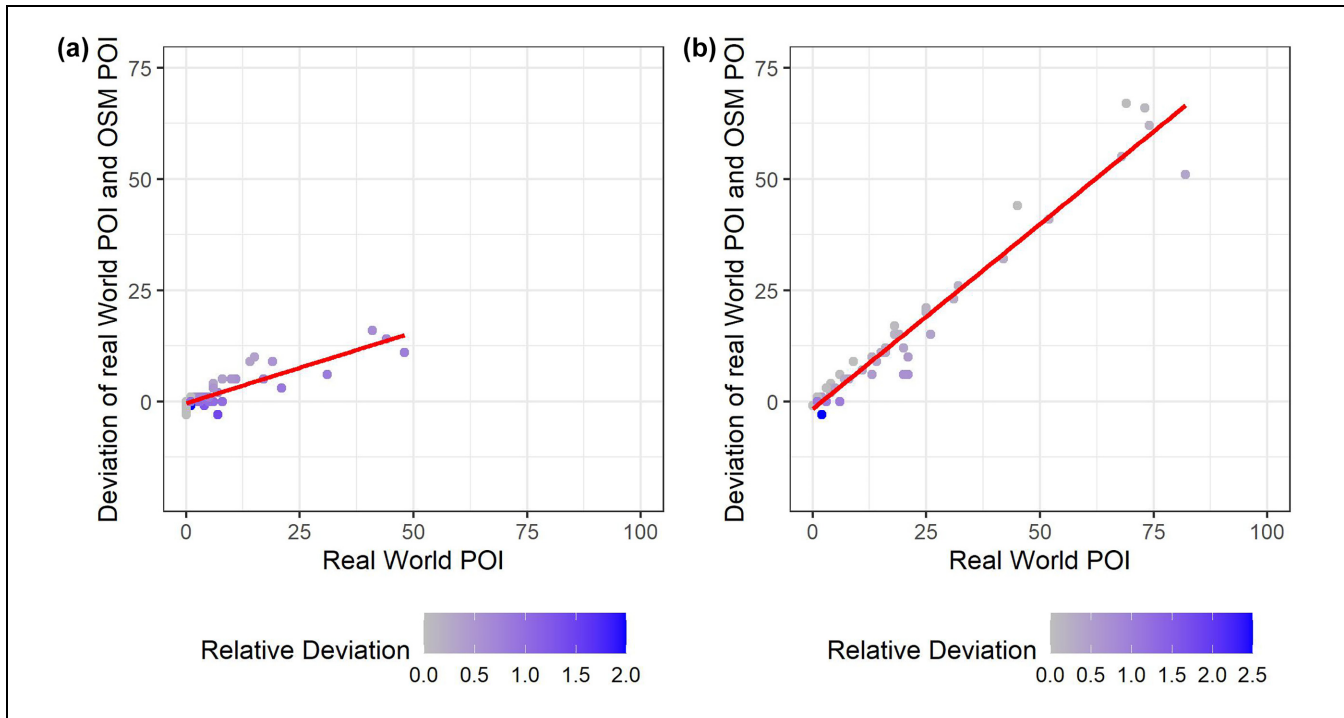 (a)
Deviation of real World POI and OSM POI
75
50
25
0
0 25 50 75 100
Real World POI
Relative Deviation
0.0 0.5 1.0 1.5 2.0
(b)
Deviation of real World POI and OSM POI
75
50
25
0
0 25 50 75 100
Real World POI
Relative Deviation
0.0 0.5 1.0 1.5 2.0 2.5